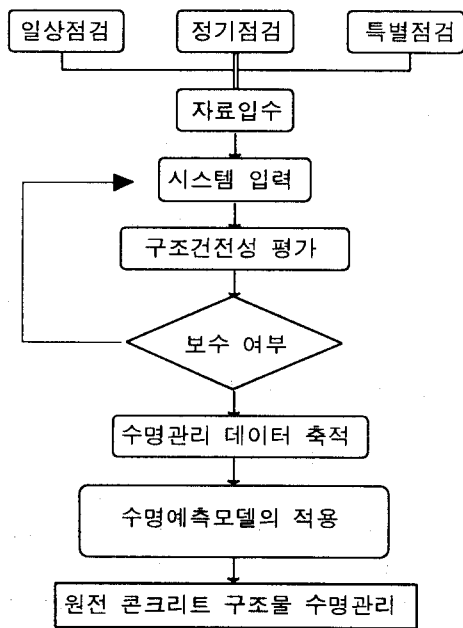 일상점검 정기점검 특별점검
자료입수
시스템 입력
구조건전성 평가
보수 여부
수명관리 데이터 축적
수명예측모델의 적용
원전 콘크리트 구조물 수명관리